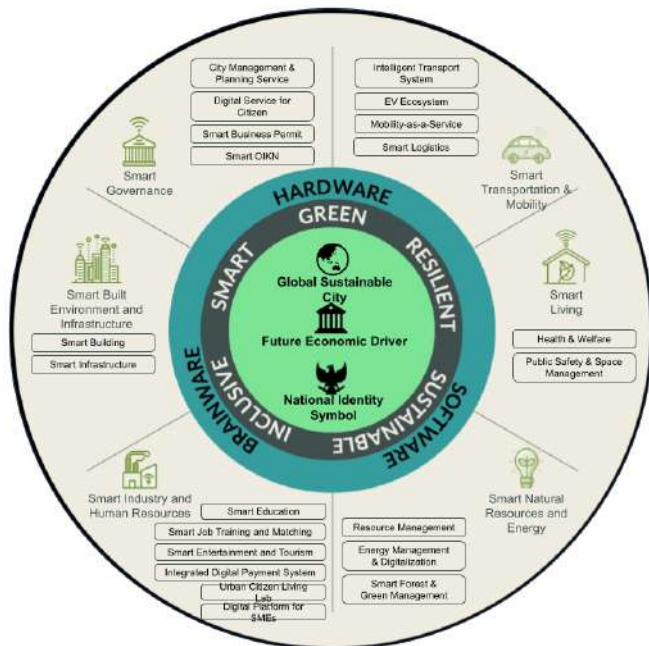 City Management &
Planning Service
Digital Service for
Citizen
Smart Business Permit
Smart OIKN
Smart
Governance
Intelligent Transport
System
EV Ecosystem
Mobility-as-a-Service
Smart Logistics
Smart
Transportation &
Mobility
HARDWARE
GREEN
SMART
RESILIENT
Global Sustainable
City
Future Economic Driver
National Identity
Symbol
INCLUSIVE
SUSTAINABLE
BRAINWARE
SOFTWARE
Smart Built
Environment and
Infrastructure
Smart Building
Smart Infrastructure
Smart
Living
Health & Welfare
Public Safety & Space
Management
Smart Industry and
Human Resources
Smart Education
Smart Job Training and Matching
Smart Entertainment and Tourism
Integrated Digital Payment System
Urban Citizen Living
Lab
Digital Platform for
SMEs
Smart Natural
Resources and
Energy
Resource Management
Energy Management
& Digitalization
Smart Forest &
Green Management